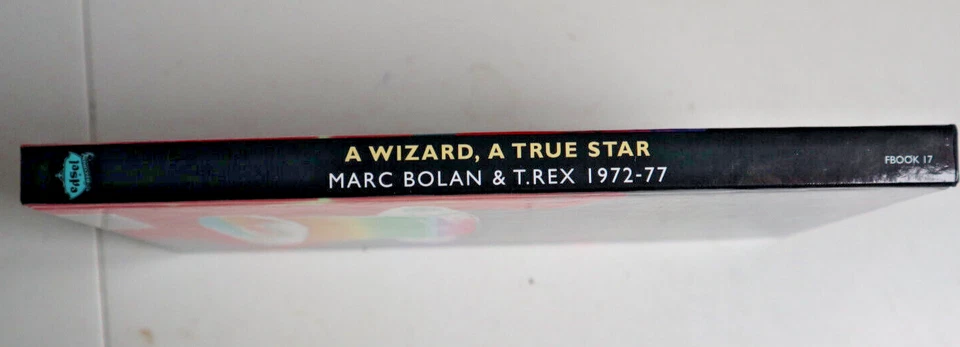 A WIZARD, A TRUE STAR
MARC BOLAN & T.REX 1972-77
FBOOK 17